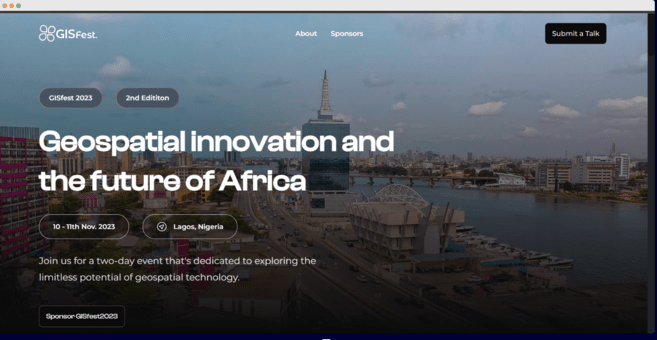 GISFest.
About
Sponsors
Submit a Talk
GISfest 2023
2nd Edititon
Geospatial innovation and
the future of Africa
10 - 11th Nov. 2023
Lagos, Nigeria
Join us for a two-day event that's dedicated to exploring the
limitless potential of geospatial technology.
Sponsor GISfest2023